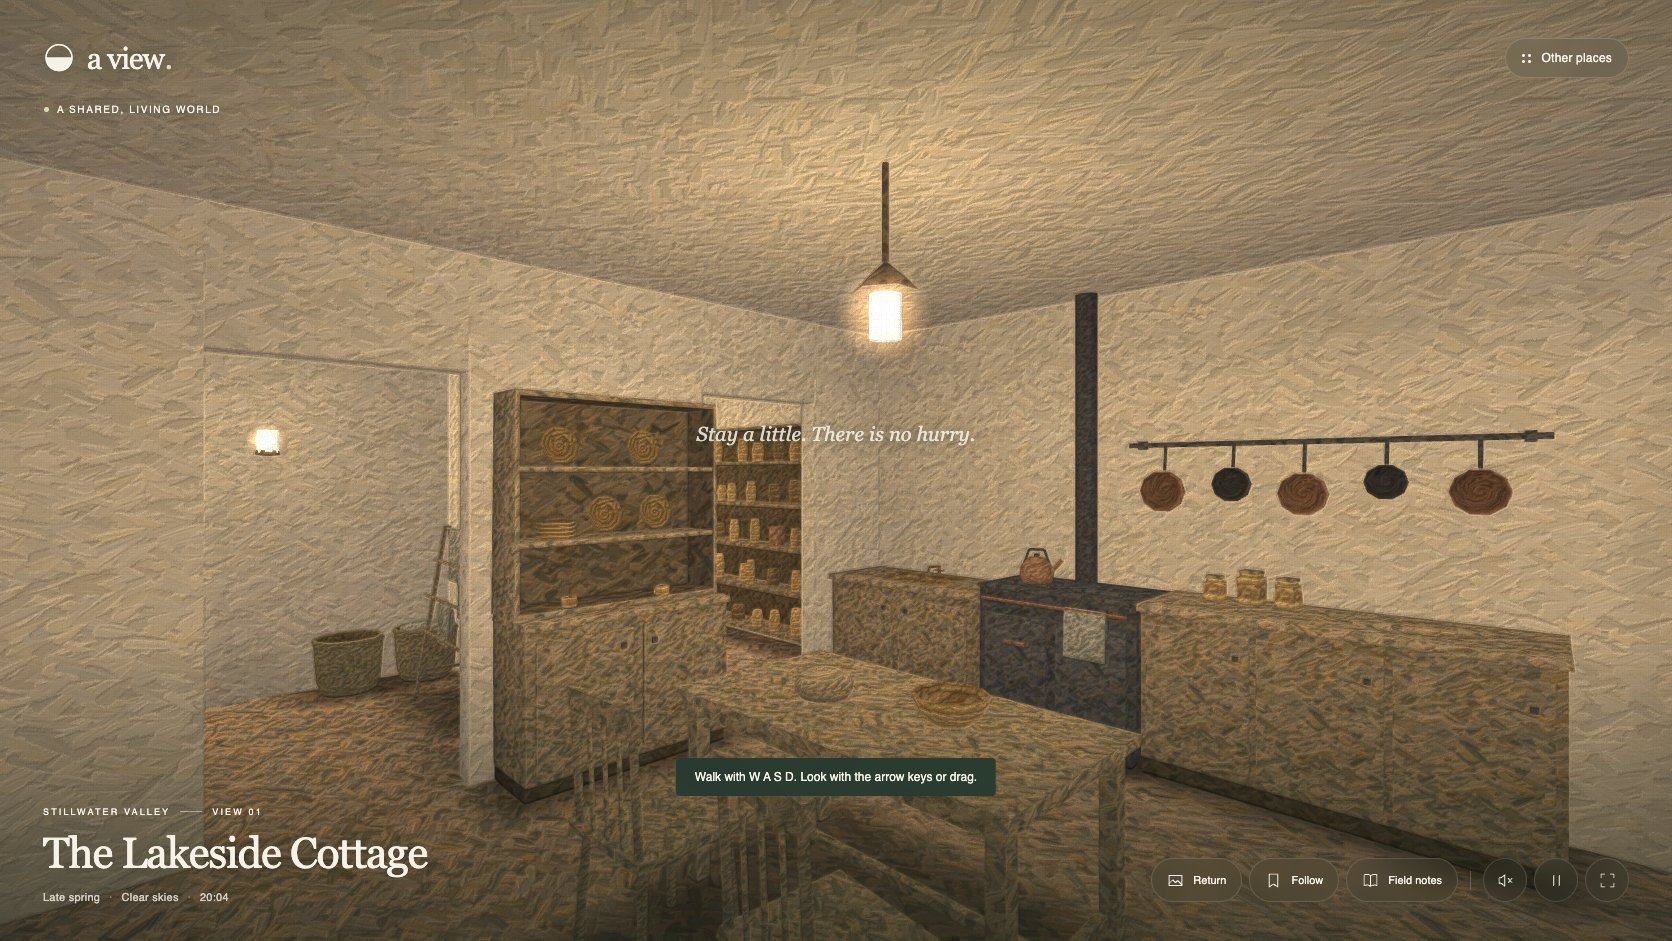 a view.
Other places
A SHARED, LIVING WORLD
Stay a little. There is no hurry.
Walk with W A S D. Look with the arrow keys or drag.
STILLWATER VALLEY — VIEW 01
The Lakeside Cottage
Late spring · Clear skies · 20:04
Return
Follow
Field notes